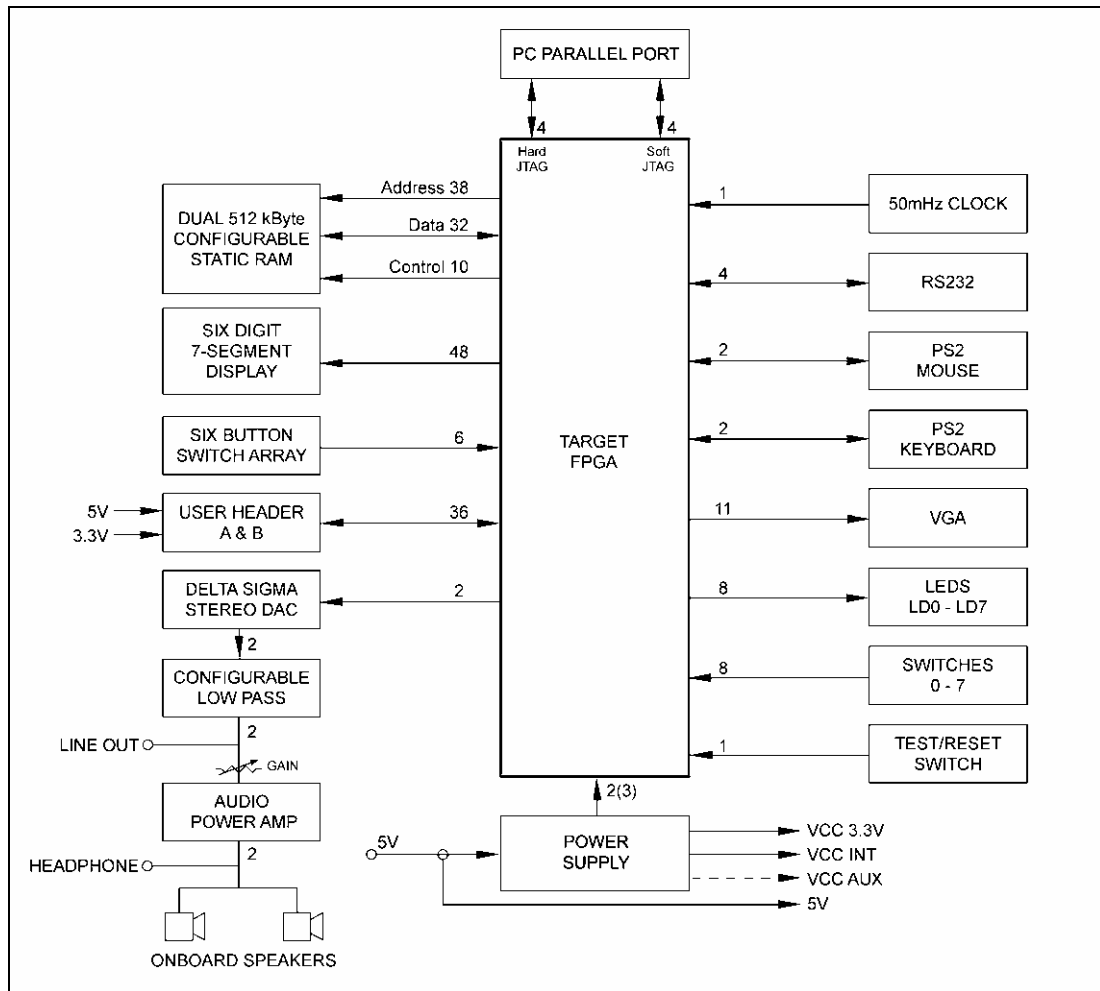 PC PARALLEL PORT
4
4
Hard
JTAG
Soft
JTAG
DUAL 512 kByte
CONFIGURABLE
STATIC RAM
Address 38
Data 32
Control 10
SIX DIGIT
7-SEGMENT
DISPLAY
48
SIX BUTTON
SWITCH ARRAY
6
5V
3.3V
USER HEADER
A & B
36
DELTA SIGMA
STEREO DAC
2
2
CONFIGURABLE
LOW PASS
2
LINE OUT
GAIN
AUDIO
POWER AMP
2
HEADPHONE
ONBOARD SPEAKERS
TARGET
FPGA
1
50mHz CLOCK
4
RS232
2
PS2
MOUSE
2
PS2
KEYBOARD
11
VGA
8
LEDS
LD0 - LD7
8
SWITCHES
0 - 7
1
TEST/RESET
SWITCH
2(3)
5V
POWER
SUPPLY
VCC 3.3V
VCC INT
VCC AUX
5V